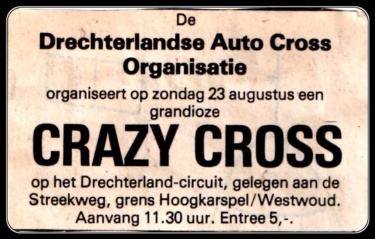 De
Drechterlandse Auto Cross
Organisatie
organiseert op zondag 23 augustus een
grandioze
CRAZY CROSS
op het Drechterland-circuit, gelegen aan de
Streekweg, grens Hoogkarspel/Westwoud.
Aanvang 11.30 uur. Entree 5,-.